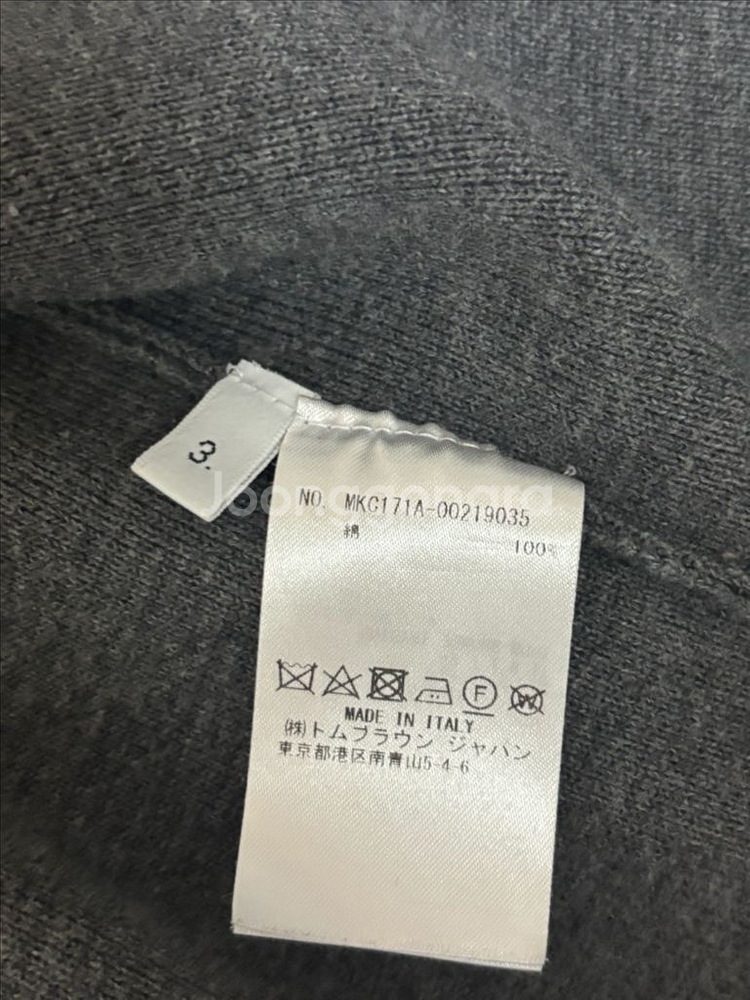 3.
Joonggonara
NO. MKC171A-00219035
綿 100%
F W
MADE IN ITALY
(株)トムブラウン ジャパン
東京都港区南青山5-4-6